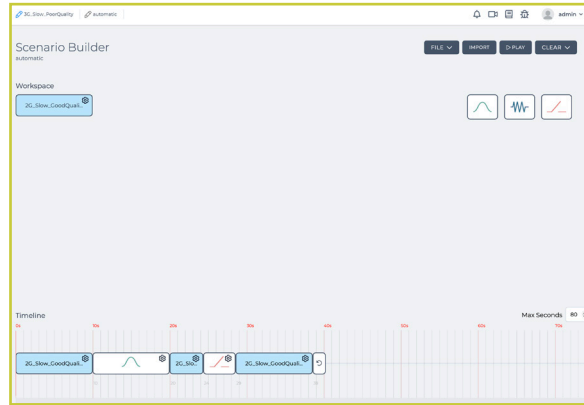 2G_Slow_PoorQuality automatic admin
Scenario Builder
automatic
FILE IMPORT PLAY CLEAR
Workspace
2G_Slow_GoodQuali...
Timeline Max Seconds 80
0s 10s 20s 30s 40s 50s 60s 70s
2G_Slow_GoodQuali... 2G_Slo... 2G_Slow_GoodQuali...